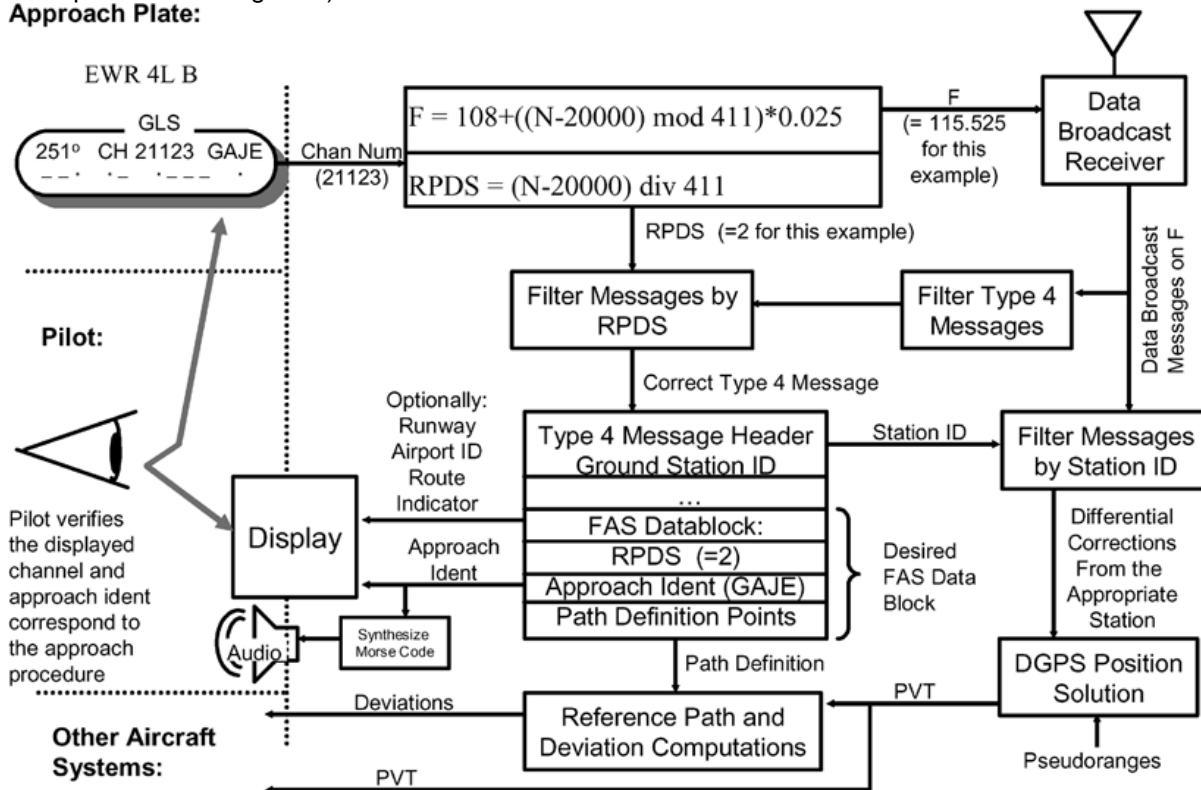 Approach Plate:
EWR 4L B
GLS
251º CH 21123 GAJE
_ _ . . _ . _ _ _ .
Chan Num
(21123)
F = 108+((N-20000) mod 411)*0.025
RPDS = (N-20000) div 411
F
(= 115.525
for this
example)
Data
Broadcast
Receiver
RPDS (=2 for this example)
Data Broadcast
Messages on F
Filter Messages by
RPDS
Filter Type 4
Messages
Pilot:
Correct Type 4 Message
Optionally:
Runway
Airport ID
Route
Indicator
Type 4 Message Header
Ground Station ID
...
FAS Datablock:
RPDS (=2)
Approach Ident (GAJE)
Path Definition Points
Station ID
Filter Messages
by Station ID
Desired
FAS Data
Block
Differential
Corrections
From the
Appropriate
Station
Display
Approach
Ident
Pilot verifies
the displayed
channel and
approach ident
correspond to
the approach
procedure
Audio
Synthesize
Morse Code
Path Definition
DGPS Position
Solution
PVT
Deviations
Reference Path and
Deviation Computations
Pseudoranges
Other Aircraft
Systems:
PVT